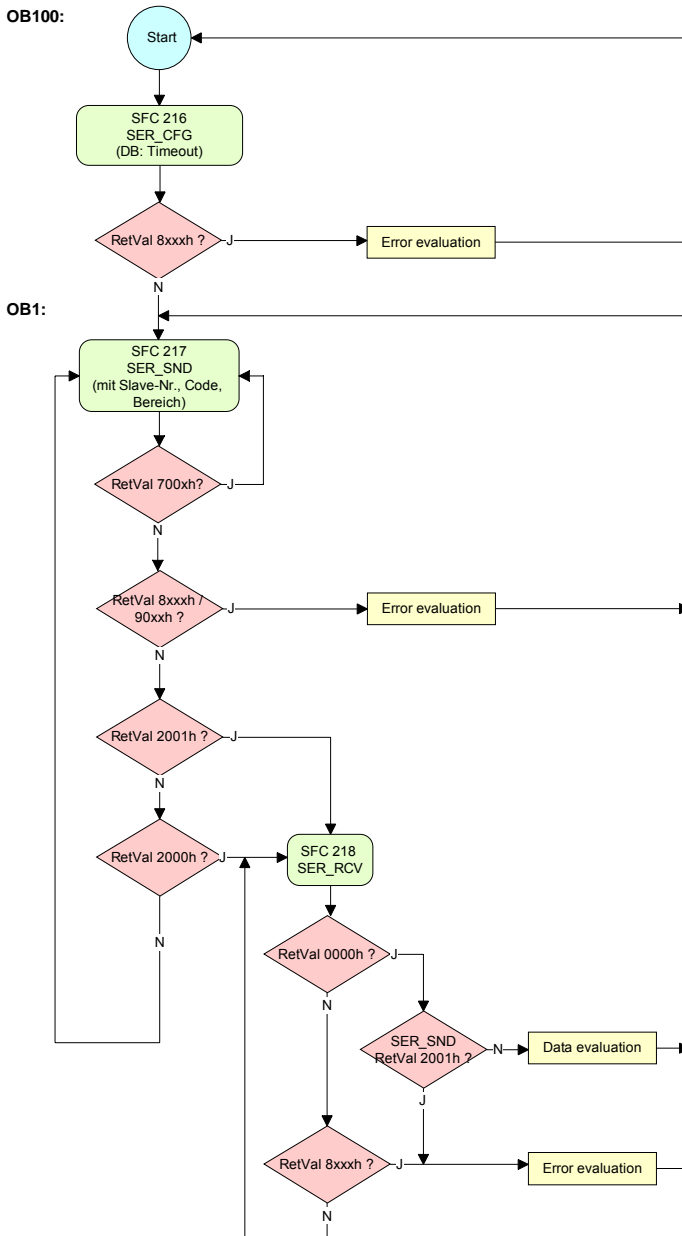 OB100:
Start
SFC 216
SER_CFG
(DB: Timeout)
RetVal 8xxxh ?
J
Error evaluation
N
OB1:
SFC 217
SER_SND
(mit Slave-Nr., Code,
Bereich)
RetVal 700xh?
J
N
RetVal 8xxxh /
90xxh ?
J
Error evaluation
N
RetVal 2001h ?
J
N
RetVal 2000h ?
J
SFC 218
SER_RCV
N
RetVal 0000h ?
J
N
SER_SND
RetVal 2001h ?
N
Data evaluation
J
RetVal 8xxxh ?
J
Error evaluation
N